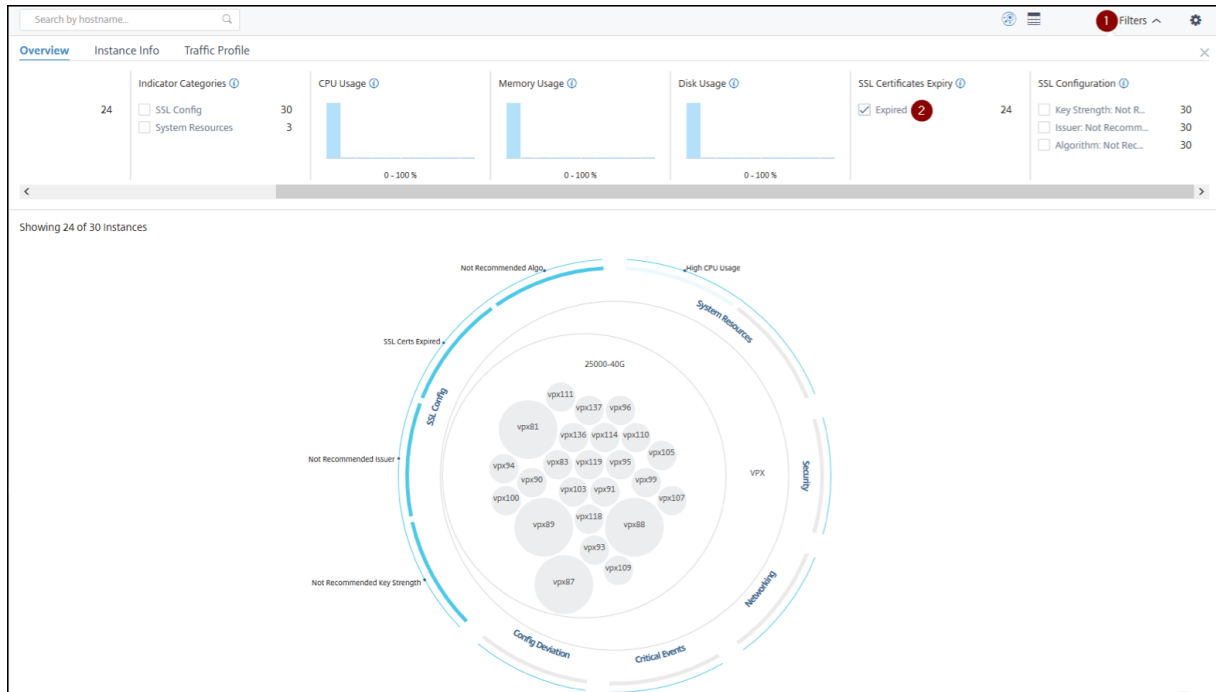 Search by hostname...
1 Filters
Overview Instance Info Traffic Profile
24
Indicator Categories
SSL Config 30
System Resources 3
CPU Usage
0 - 100 %
Memory Usage
0 - 100 %
Disk Usage
0 - 100 %
SSL Certificates Expiry
Expired 2 24
SSL Configuration
Key Strength: Not R... 30
Issuer: Not Recomm... 30
Algorithm: Not Rec... 30
Showing 24 of 30 Instances
Not Recommended Algo.
High CPU Usage
System Resources
SSL Certs Expired
25000-40G
SSL Config
vpx111
vpx137 vpx96
vpx81
vpx136 vpx114 vpx110
vpx105
vpx94 vpx83 vpx119 vpx95
Not Recommended Issuer
VPX
Security
vpx90 vpx99
vpx100 vpx103 vpx91 vpx107
vpx118
vpx89 vpx88
vpx93
vpx109
vpx87
Not Recommended Key Strength
Networking
Config Deviation
Critical Events